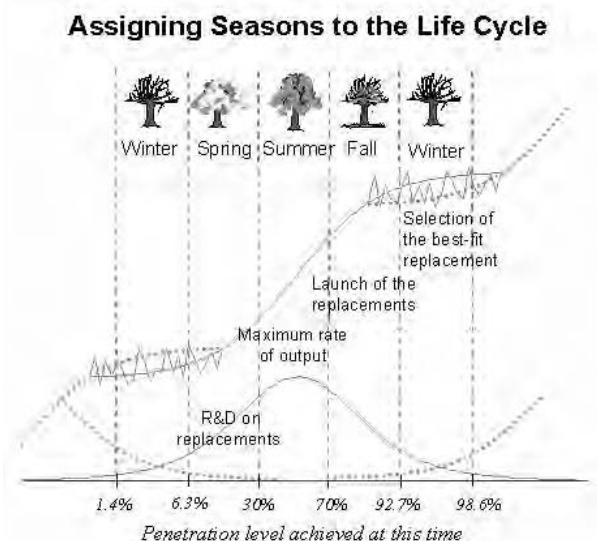 Assigning Seasons to the Life Cycle
Winter Spring Summer Fall Winter
Selection of
the best-fit
replacement
Launch of the
replacements
Maximum rate
of output
R&D on
replacements
1.4% 6.3% 30% 70% 92.7% 98.6%
Penetration level achieved at this time